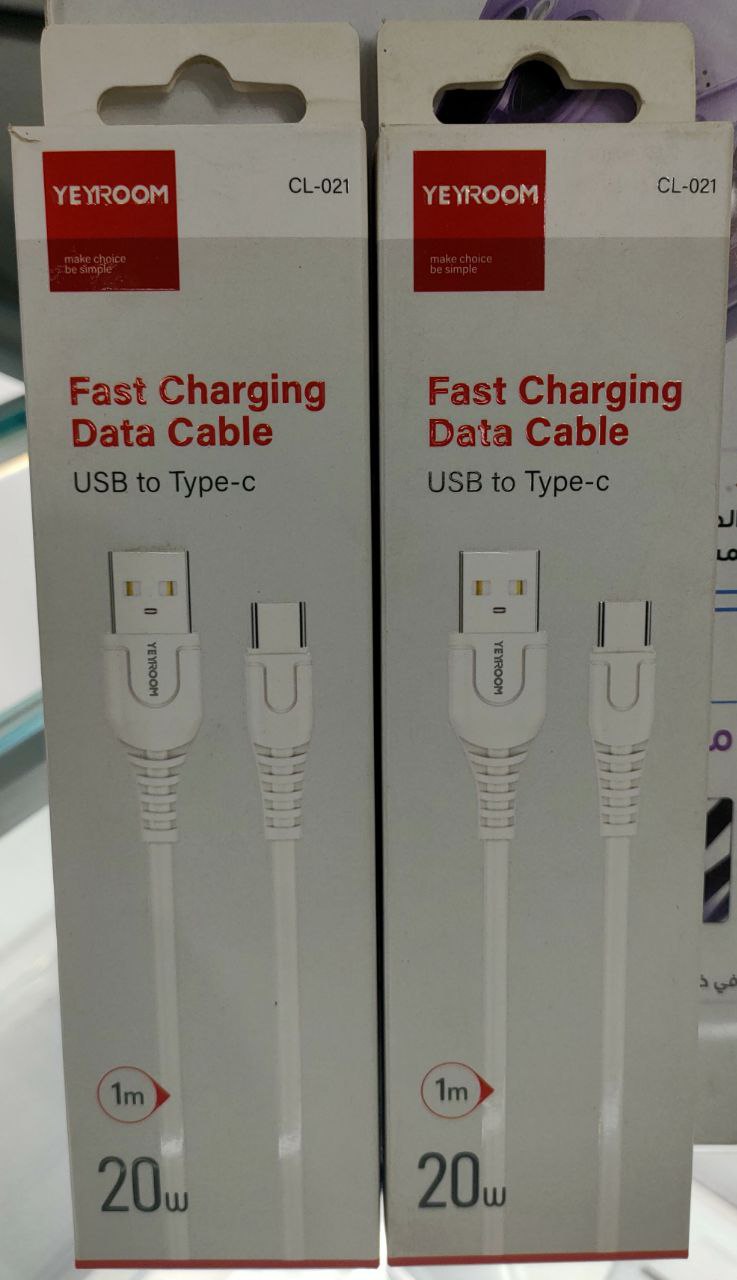 YEYROOM
CL-021
make choice
be simple
Fast Charging
Data Cable
USB to Type-c
YEYROOM
1m
20w
YEYROOM
CL-021
make choice
be simple
Fast Charging
Data Cable
USB to Type-c
YEYROOM
1m
20w